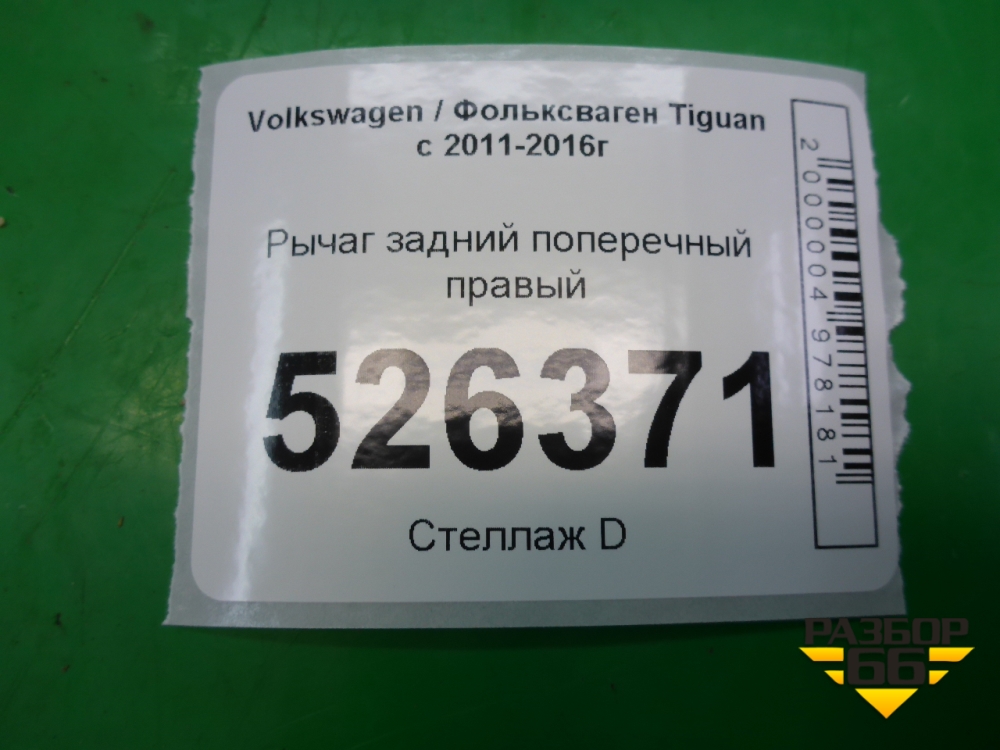 Volkswagen / Фольксваген Tiguan
с 2011-2016г
Рычаг задний поперечный
правый
526371
Стеллаж D
2000004978181
РАЗБОР
66